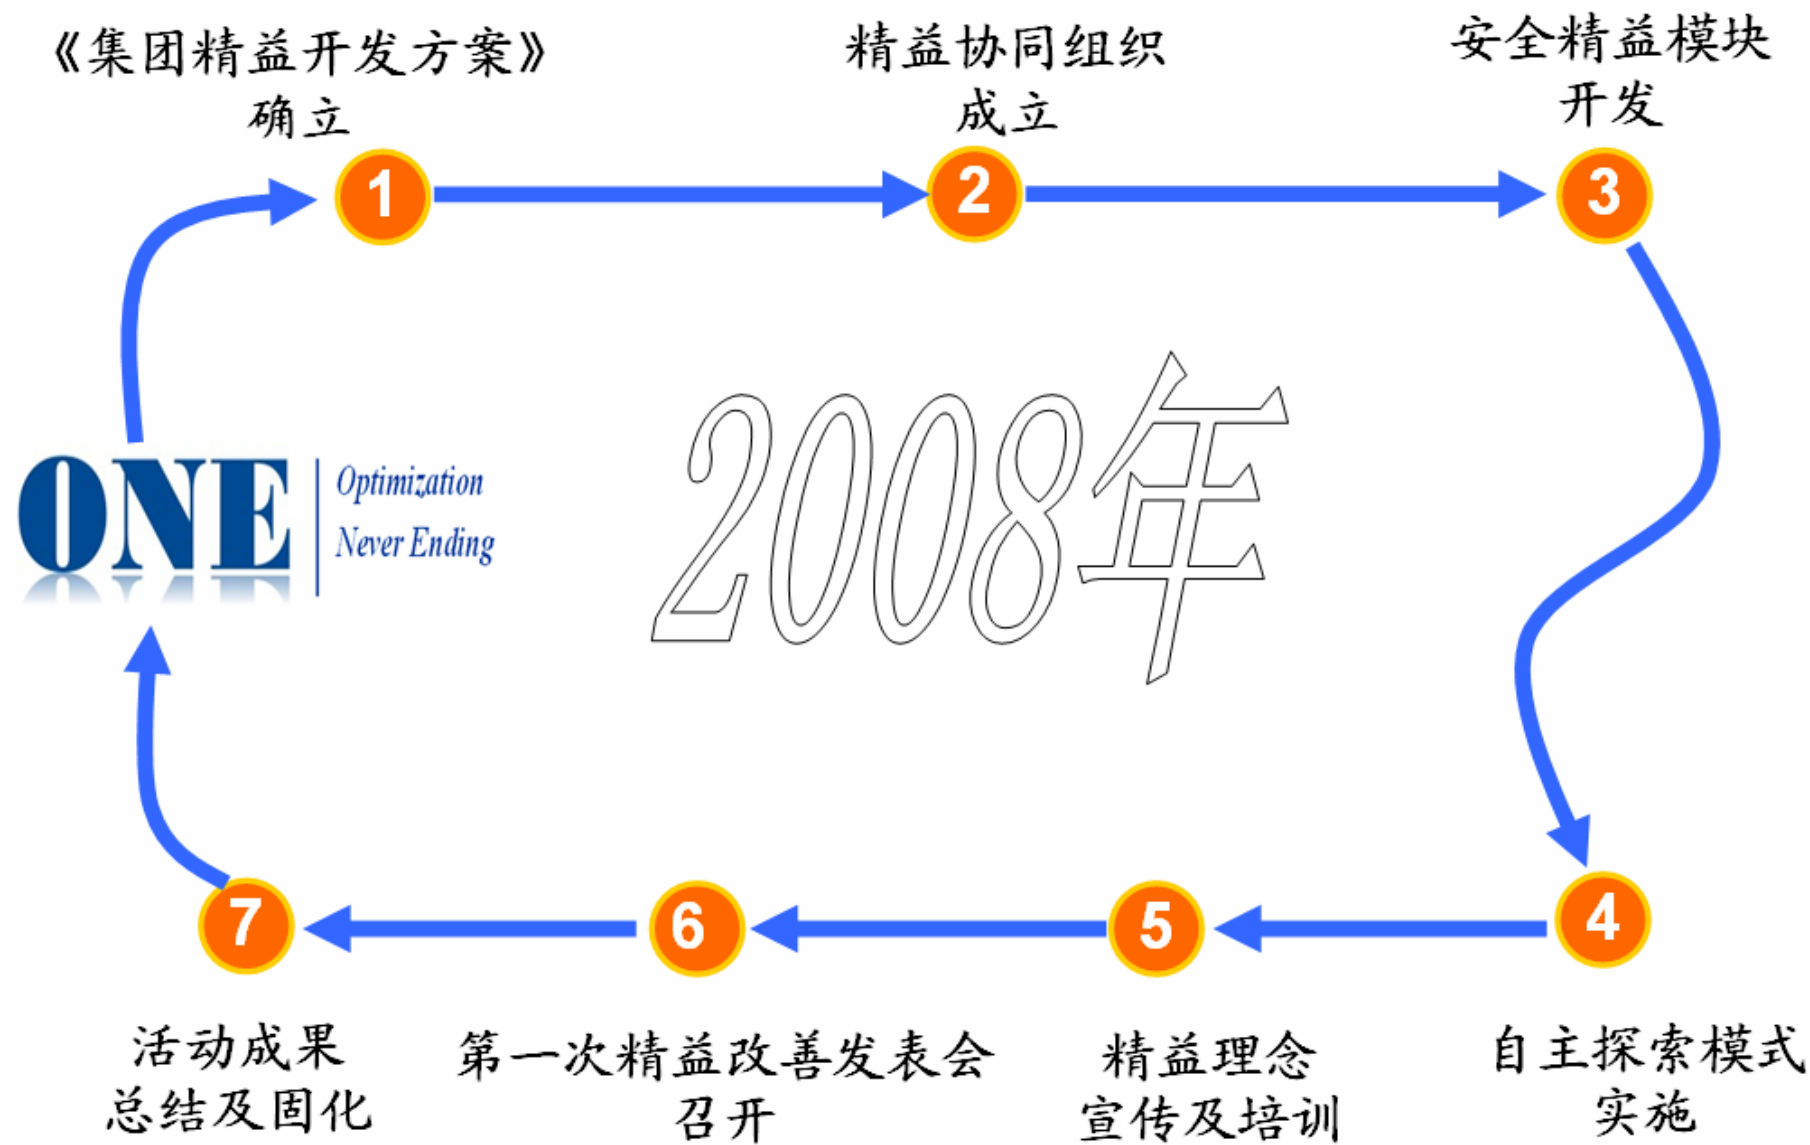 《集团精益开发方案》
确立
精益协同组织
成立
安全精益模块
开发
1
2
3
2008年
ONE
Optimization
Never Ending
7
6
5
4
活动成果
总结及固化
第一次精益改善发表会
召开
精益理念
宣传及培训
自主探索模式
实施